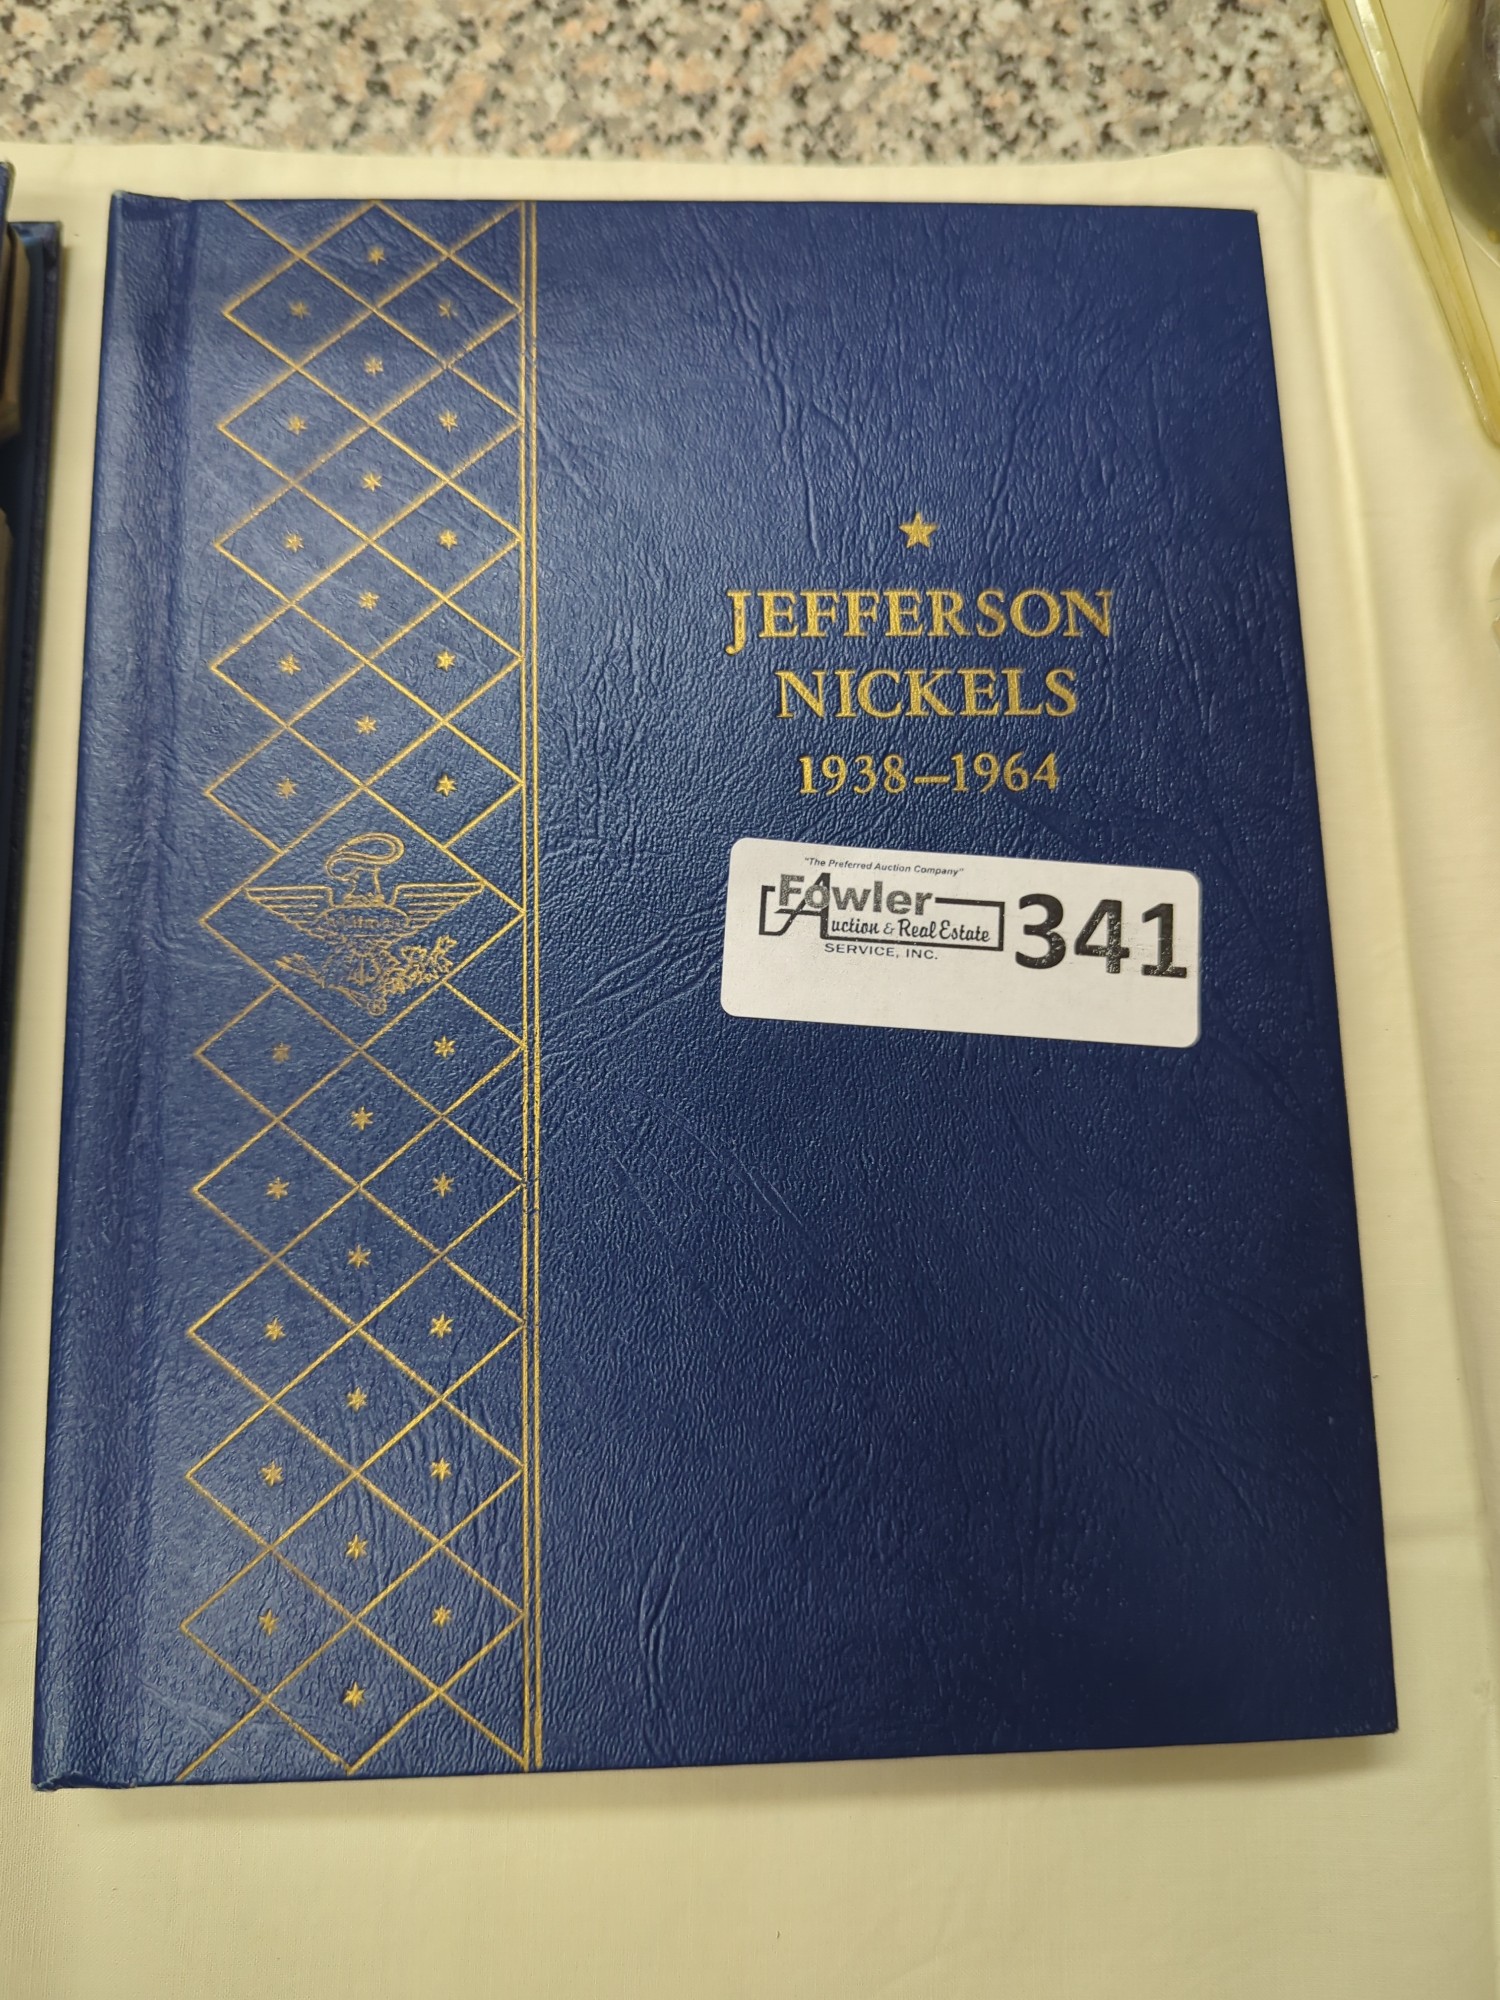 JEFFERSON
NICKELS
1938–1964
"The Preferred Auction Company"
Fowler
Auction & Real Estate
SERVICE, INC.
341